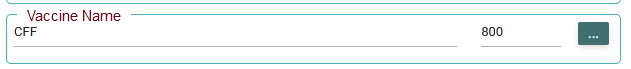 Vaccine Name
CFF 800 ...